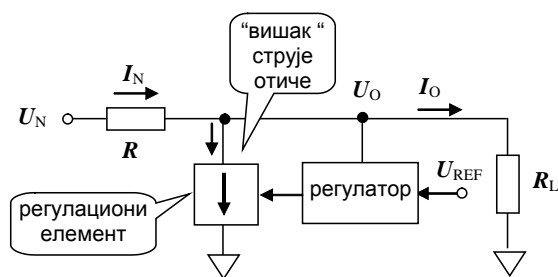 “вишак “
струје
отиче
I_N
U_O
I_O
U_N
R
регулатор
U_REF
R_L
регулациони
елемент